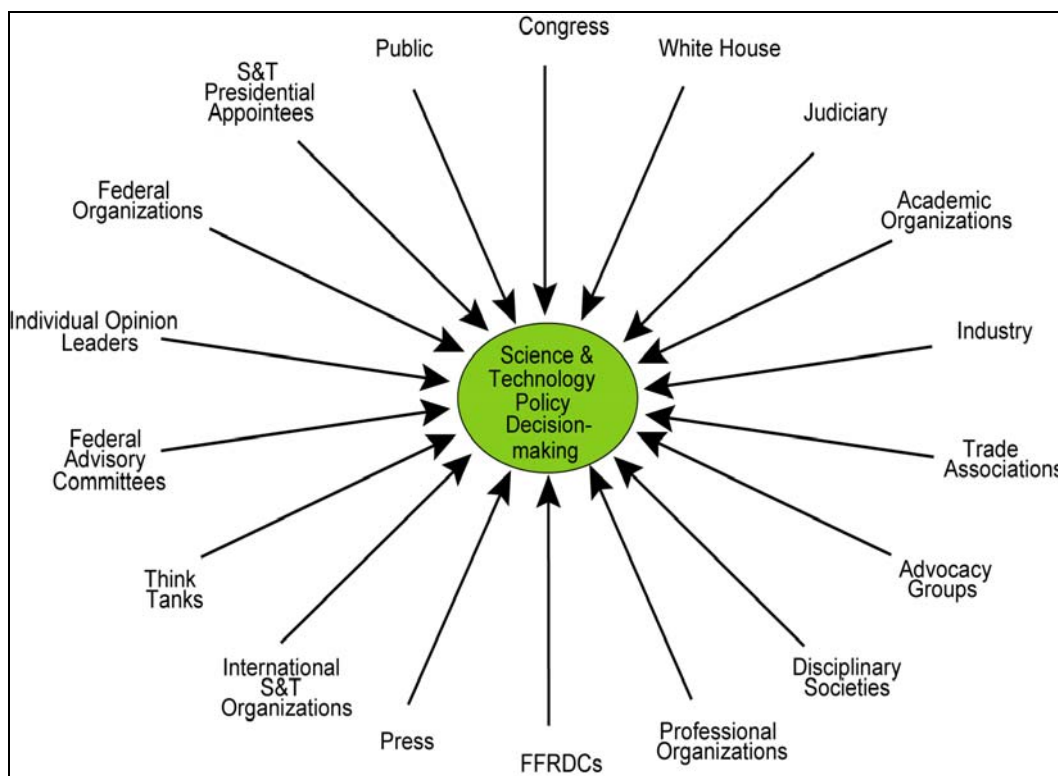 Congress
White House
Judiciary
Academic
Organizations
Industry
Trade
Associations
Advocacy
Groups
Disciplinary
Societies
Professional
Organizations
FFRDCs
Press
International
S&T
Organizations
Think
Tanks
Federal
Advisory
Committees
Individual Opinion
Leaders
Federal
Organizations
S&T
Presidential
Appointees
Public
Science &
Technology
Policy
Decision-
making